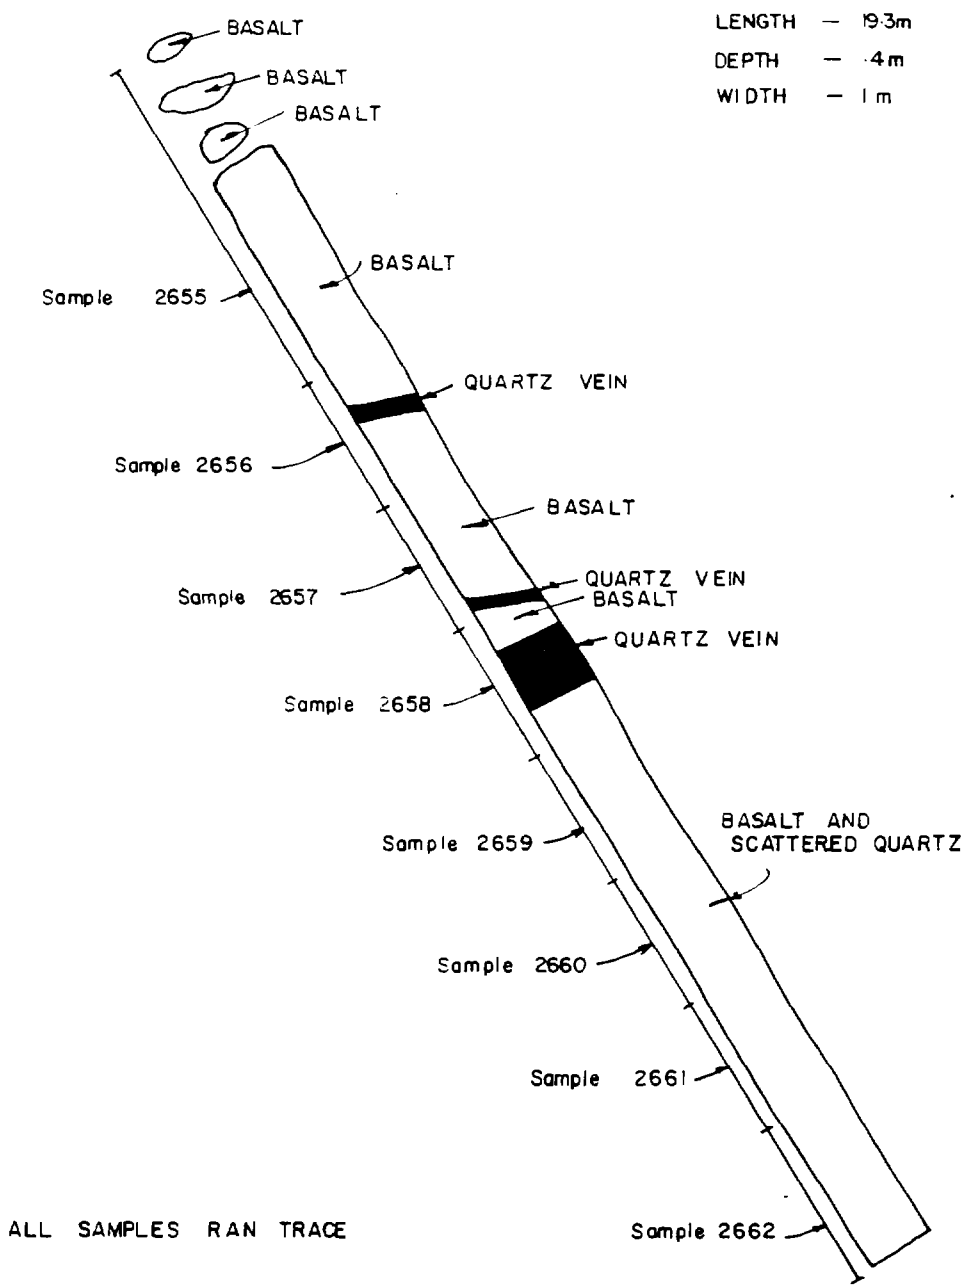 LENGTH - 19.3m
DEPTH - .4m
WIDTH - 1m
BASALT
BASALT
BASALT
BASALT
Sample 2655
QUARTZ VEIN
Sample 2656
BASALT
QUARTZ VEIN
Sample 2657
BASALT
QUARTZ VEIN
Sample 2658
BASALT AND
SCATTERED QUARTZ
Sample 2659
Sample 2660
Sample 2661
ALL SAMPLES RAN TRACE
Sample 2662